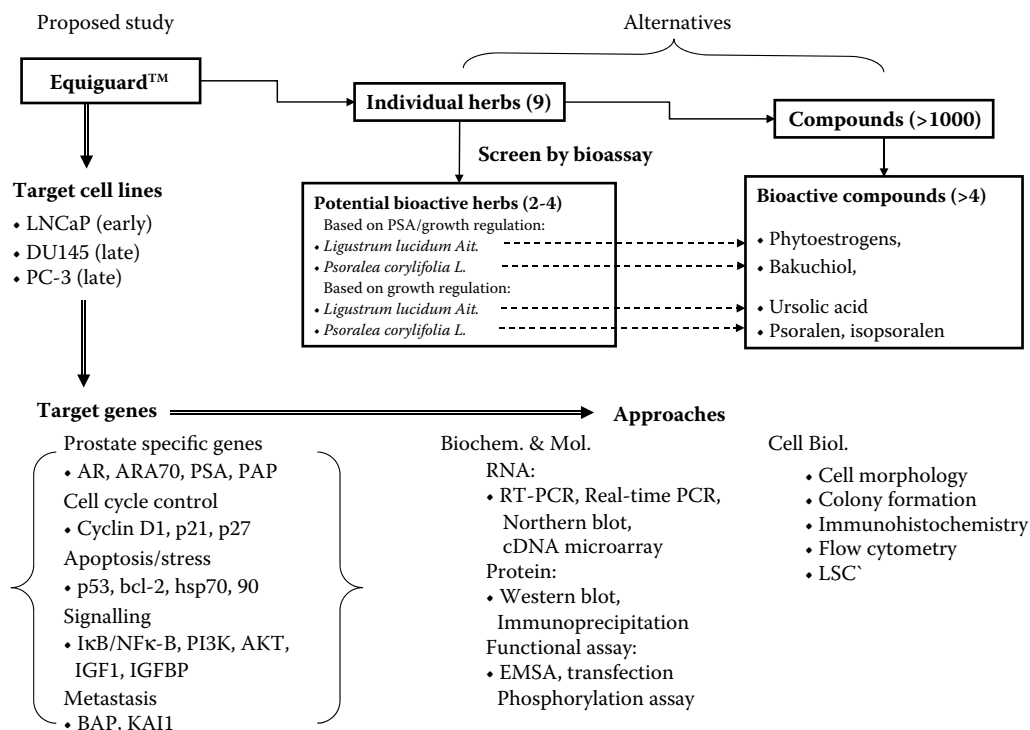 Proposed study
Alternatives
Equiguard™
Individual herbs (9)
Compounds (>1000)
Screen by bioassay
Target cell lines
• LNCaP (early)
• DU145 (late)
• PC-3 (late)
Potential bioactive herbs (2-4)
Based on PSA/growth regulation:
• Ligustrum lucidum Ait.
• Psoralea corylifolia L.
Based on growth regulation:
• Ligustrum lucidum Ait.
• Psoralea corylifolia L.
Bioactive compounds (>4)
• Phytoestrogens,
• Bakuchiol,
• Ursolic acid
• Psoralen, isopsoralen
Target genes
Approaches
Prostate specific genes
• AR, ARA70, PSA, PAP
Cell cycle control
• Cyclin D1, p21, p27
Apoptosis/stress
• p53, bcl-2, hsp70, 90
Signalling
• IκB/NFκ-B, PI3K, AKT,
IGF1, IGFBP
Metastasis
• BAP, KAI1
Biochem. & Mol.
RNA:
• RT-PCR, Real-time PCR,
Northern blot,
cDNA microarray
Protein:
• Western blot,
Immunoprecipitation
Functional assay:
• EMSA, transfection
Phosphorylation assay
Cell Biol.
• Cell morphology
• Colony formation
• Immunohistochemistry
• Flow cytometry
• LSC`